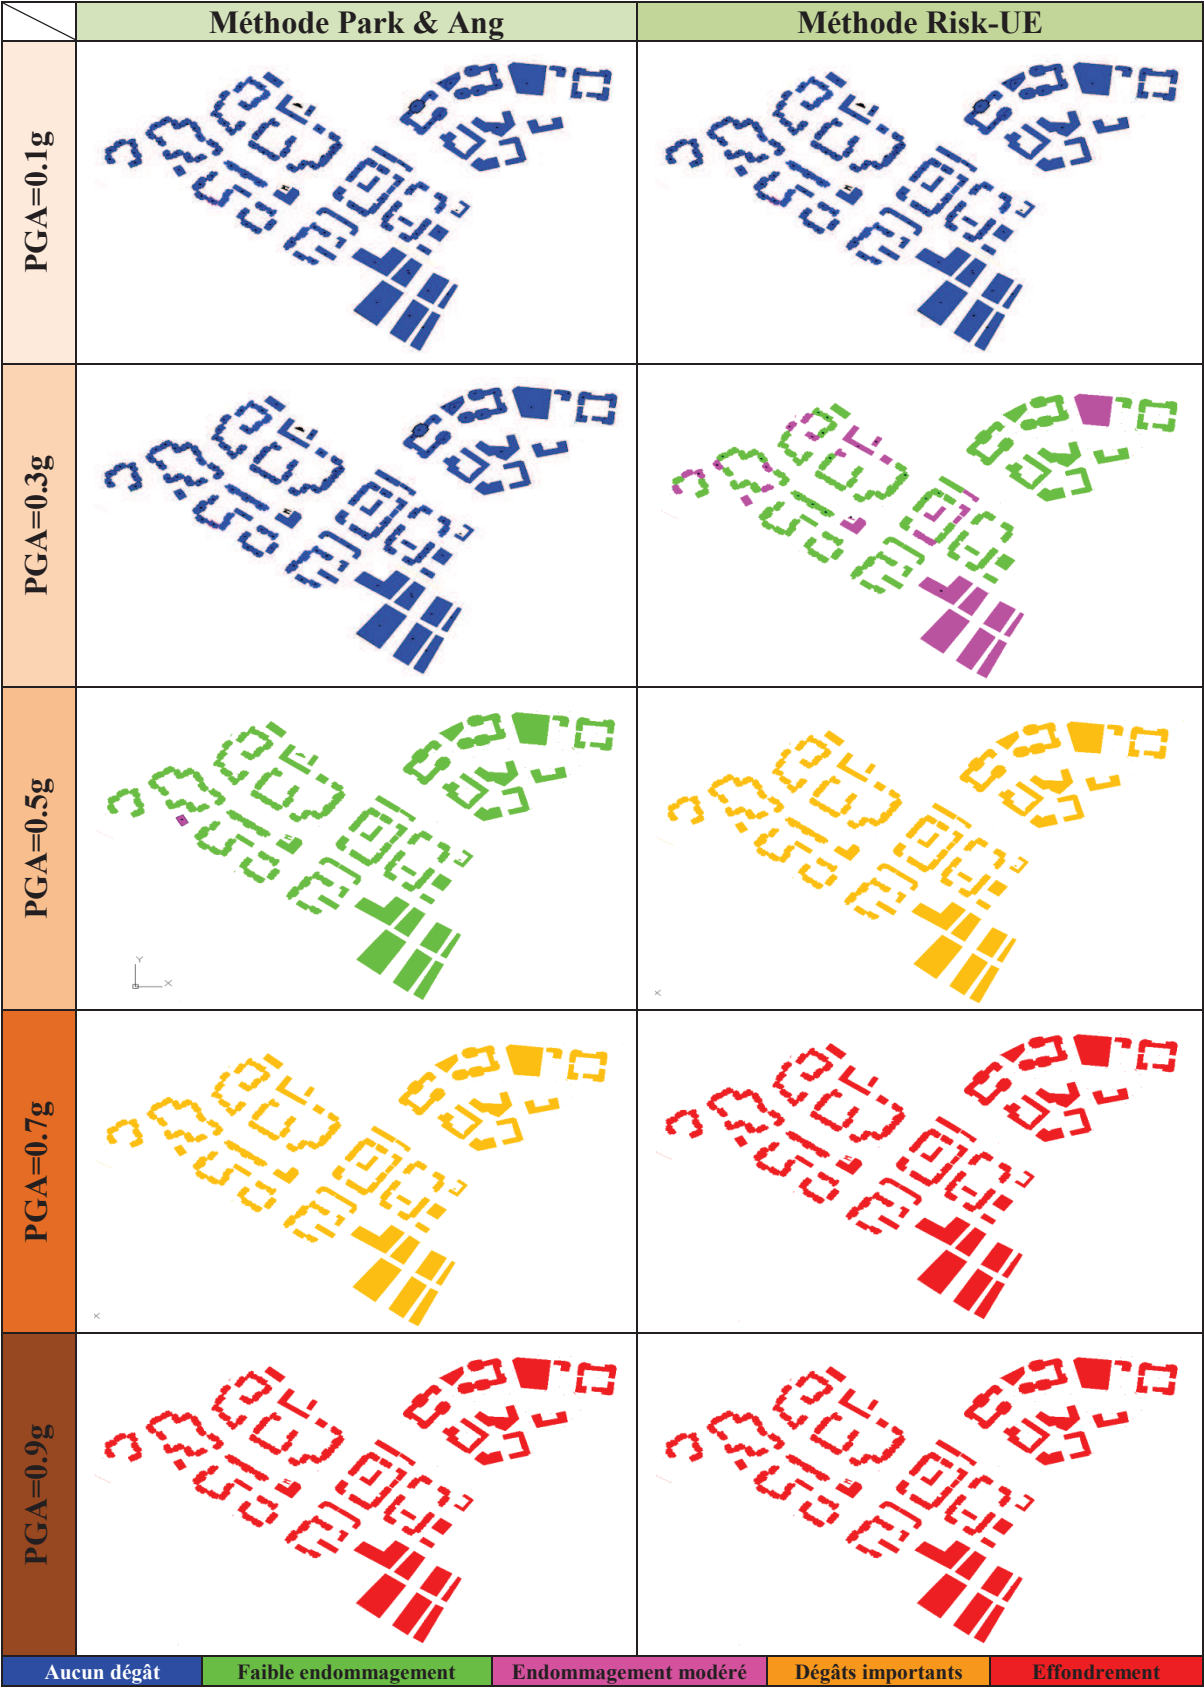 Méthode Park & Ang
Méthode Risk-UE
PGA=0.1g
PGA=0.3g
PGA=0.5g
Y
X
X
PGA=0.7g
X
PGA=0.9g
Aucun dégât
Faible endommagement
Endommagement modéré
Dégâts importants
Effondrement